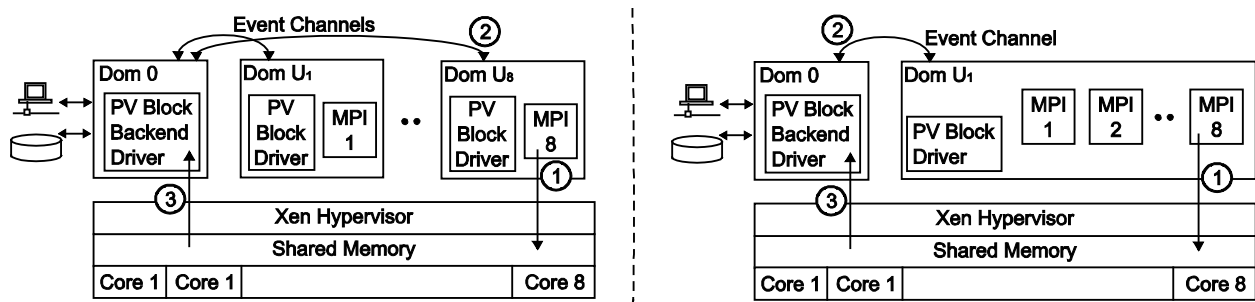 Event Channels
2
Dom 0
Dom U1
Dom U8
PV Block
Backend
Driver
PV
Block
Driver
MPI
1
••
PV
Block
Driver
MPI
8
1
3
Xen Hypervisor
Shared Memory
Core 1
Core 1
Core 8
2
Event Channel
Dom 0
Dom U1
PV Block
Backend
Driver
PV Block
Driver
MPI
1
MPI
2
••
MPI
8
1
3
Xen Hypervisor
Shared Memory
Core 1
Core 1
Core 8